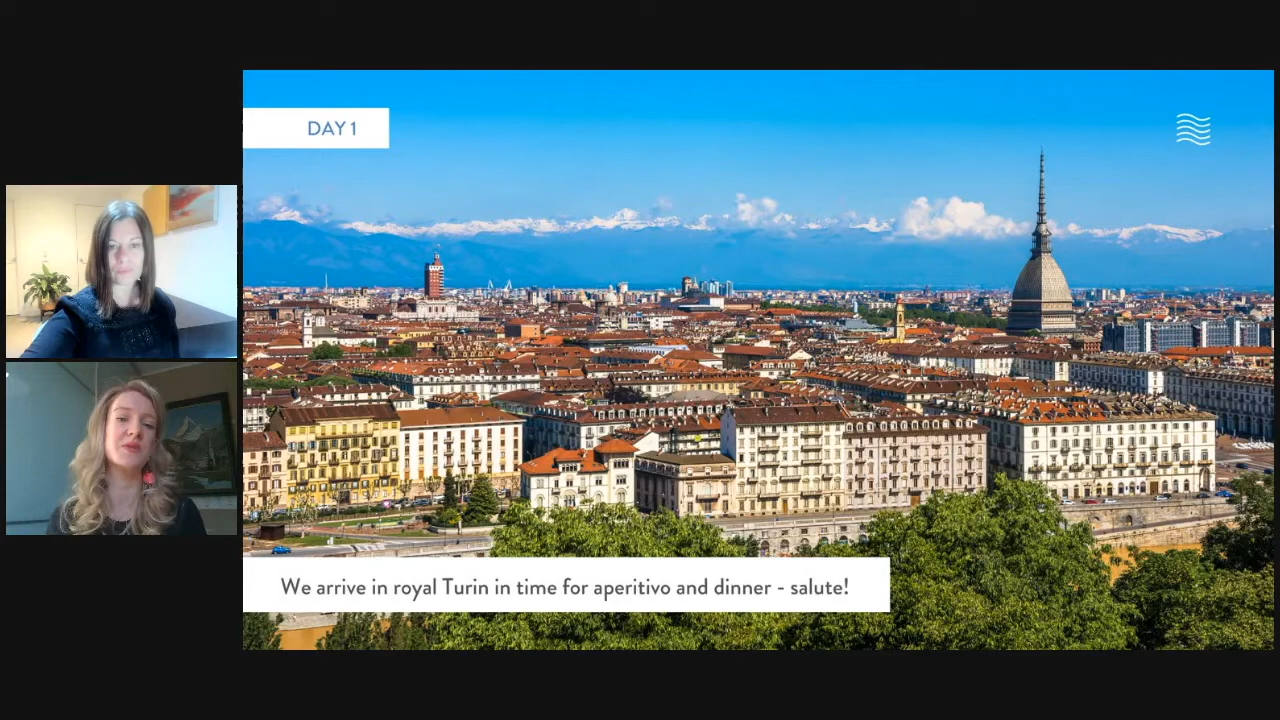 DAY 1
We arrive in royal Turin in time for aperitivo and dinner - salute!